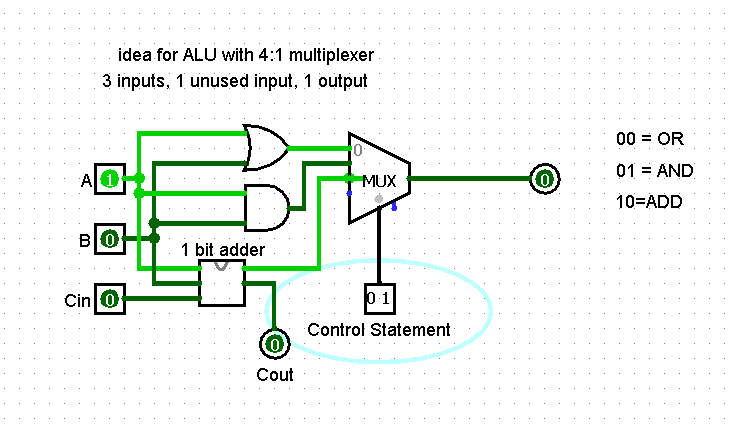 idea for ALU with 4:1 multiplexer
3 inputs, 1 unused input, 1 output
00 = OR
0
A 1
MUX
0
01 = AND
10=ADD
B 0
1 bit adder
Cin 0
0 1
Control Statement
0
Cout